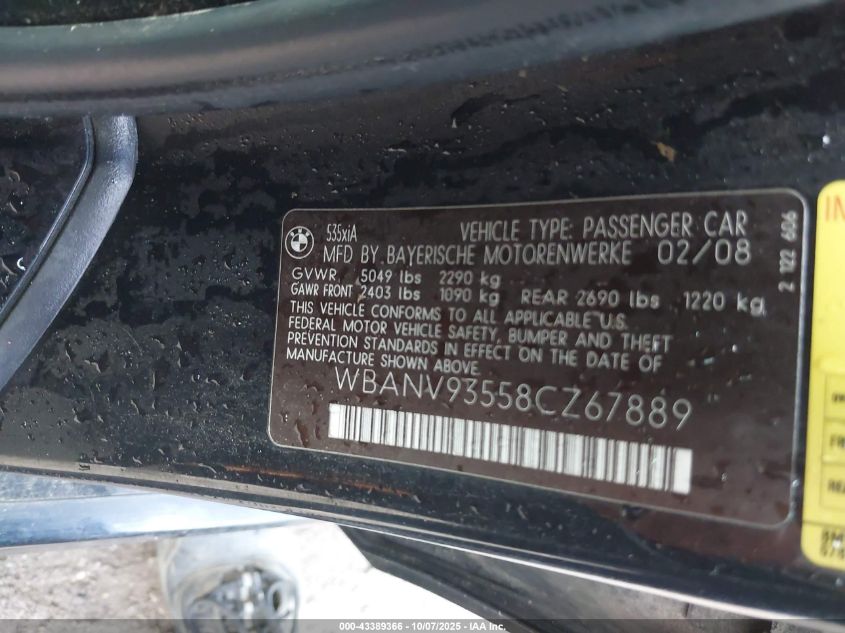 535xiA VEHICLE TYPE: PASSENGER CAR
MFD BY. BAYERISCHE MOTORENWERKE 02/08
GVWR. 5049 lbs 2290 kg
GAWR FRONT 2403 lbs 1090 kg REAR 2690 lbs 1220 kg
THIS VEHICLE CONFORMS TO ALL APPLICABLE U.S.
FEDERAL MOTOR VEHICLE SAFETY, BUMPER AND THEFT
PREVENTION STANDARDS IN EFFECT ON THE DATE OF
MANUFACTURE SHOWN ABOVE.
WBANV93558CZ67889
2 122 606
000-43389366 - 10/07/2025 - IAA Inc.